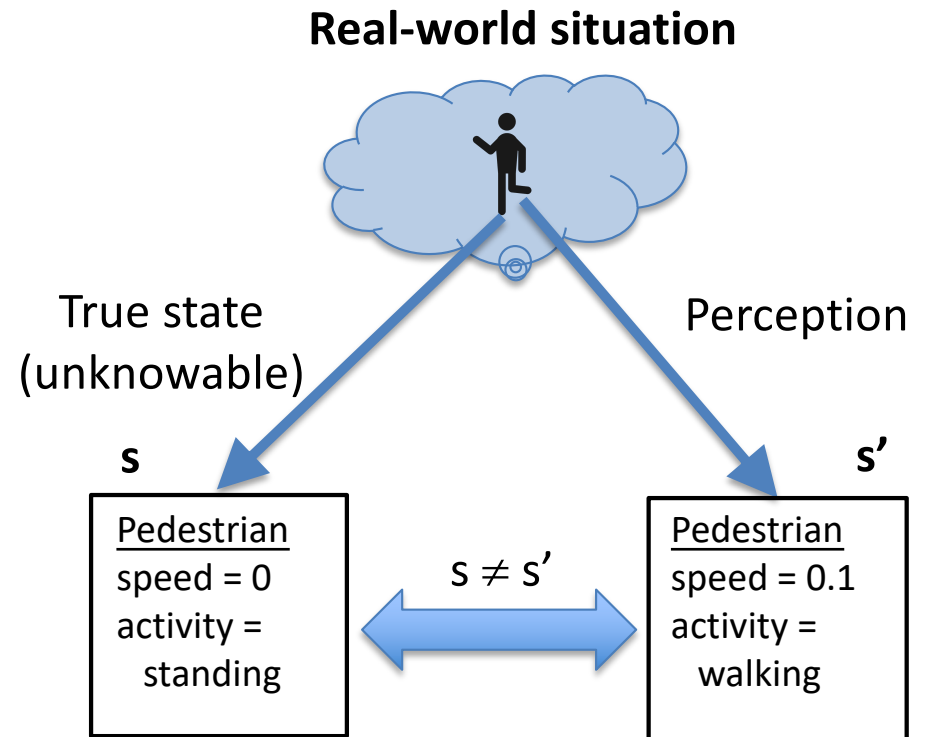 Real-world situation
True state
(unknowable)
Perception
s
s’
Pedestrian
speed = 0
activity =
standing
s ≠ s’
Pedestrian
speed = 0.1
activity =
walking